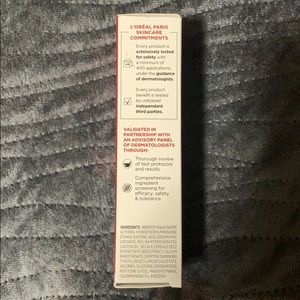 L'ORÉAL PARIS
SKINCARE
COMMITMENTS
Every product is
extensively tested
for safety with
a minimum of
400 applications,
under the guidance
of dermatologists.
Every product
benefit is tested
by unbiased
independent
third parties.
VALIDATED IN
PARTNERSHIP WITH
AN ADVISORY PANEL
OF DERMATOLOGISTS
THROUGH:
Thorough review
of test protocols
and results
Comprehensive
ingredient
screening for
efficacy, safety
& tolerance
INGREDIENTS: AQUA/WATER